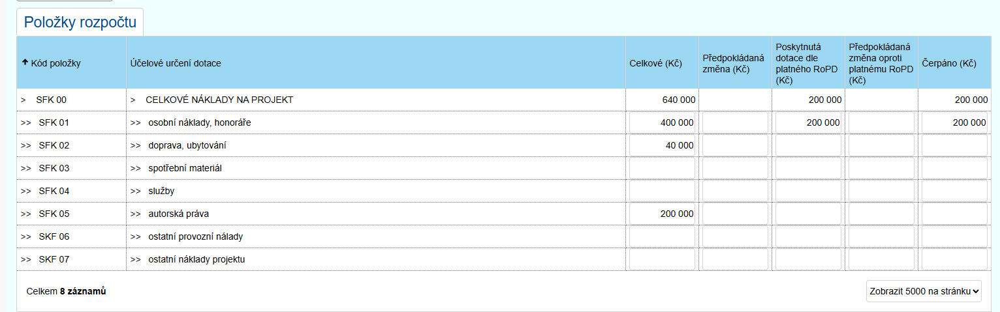 Položky rozpočtu
Kód položky Účelové určení dotace Celkové (Kč) Předpokládaná změna (Kč) Poskytnutá dotace dle platného RoPD (Kč) Předpokládaná změna oproti platnému RoPD (Kč) Čerpáno (Kč)
> SFK 00 > CELKOVÉ NÁKLADY NA PROJEKT 640 000 200 000 200 000
>> SFK 01 >> osobní náklady, honoráře 400 000 200 000 200 000
>> SFK 02 >> doprava, ubytování 40 000
>> SFK 03 >> spotřební materiál
>> SFK 04 >> služby
>> SFK 05 >> autorská práva 200 000
>> SKF 06 >> ostatní provozní nálady
>> SKF 07 >> ostatní náklady projektu
Celkem 8 záznamů Zobrazit 5000 na stránku